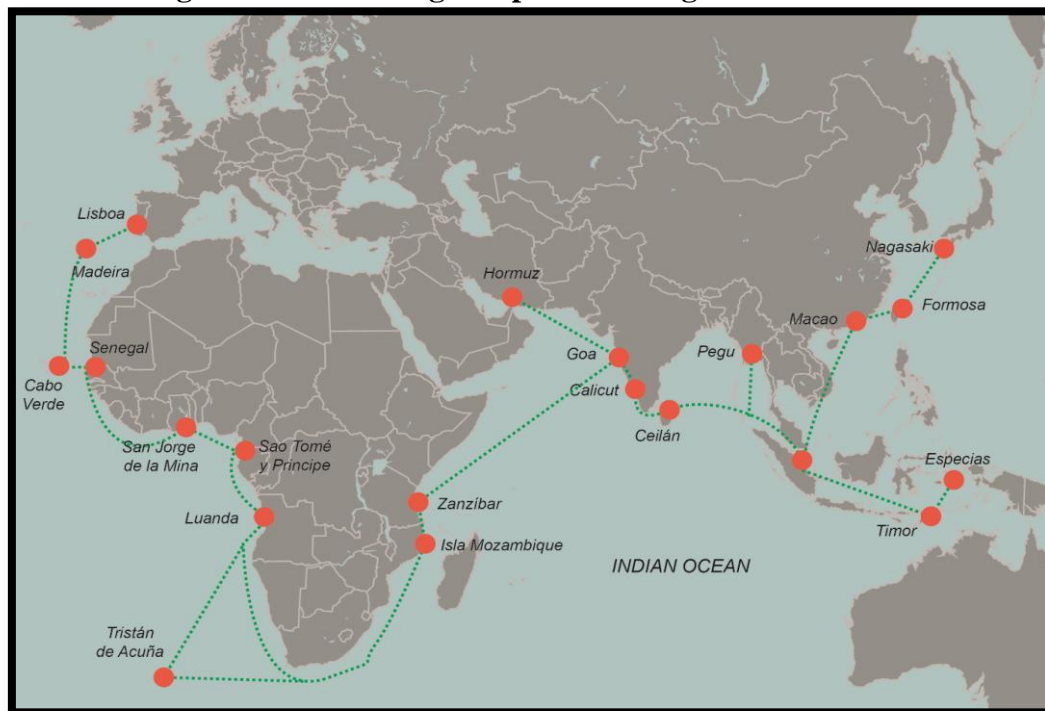 Lisboa
Madeira
Senegal
Cabo
Verde
San Jorge
de la Mina
Sao Tomé
y Principe
Luanda
Tristán
de Acuña
Hormuz
Goa
Calicut
Ceilán
Pegu
Macao
Nagasaki
Formosa
Especias
Timor
Zanzíbar
Isla Mozambique
INDIAN OCEAN